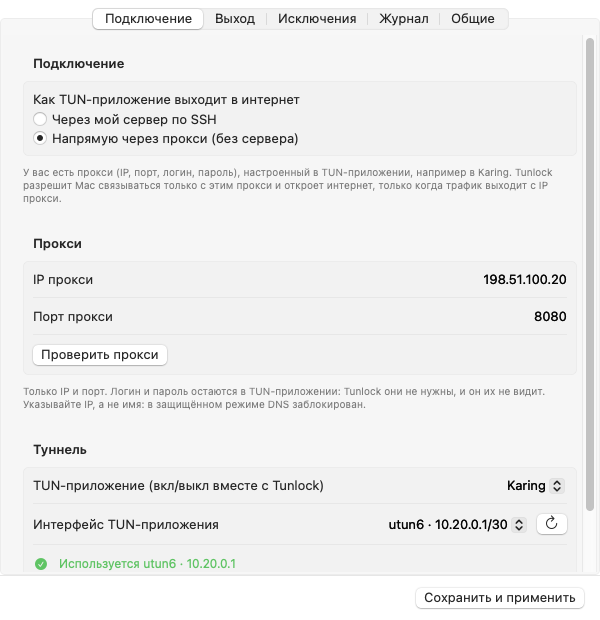 Подключение Выход Исключения Журнал Общие
Подключение
Как TUN-приложение выходит в интернет
Через мой сервер по SSH
Напрямую через прокси (без сервера)
У вас есть прокси (IP, порт, логин, пароль), настроенный в TUN-приложении, например в Karing. Tunlock
разрешит Mac связываться только с этим прокси и откроет интернет, только когда трафик выходит с IP
прокси.
Прокси
IP прокси 198.51.100.20
Порт прокси 8080
Проверить прокси
Только IP и порт. Логин и пароль остаются в TUN-приложении: Tunlock они не нужны, и он их не видит.
Указывайте IP, а не имя: в защищённом режиме DNS заблокирован.
Туннель
TUN-приложение (вкл/выкл вместе с Tunlock) Karing
Интерфейс TUN-приложения utun6 · 10.20.0.1/30
Используется utun6 · 10.20.0.1
Сохранить и применить